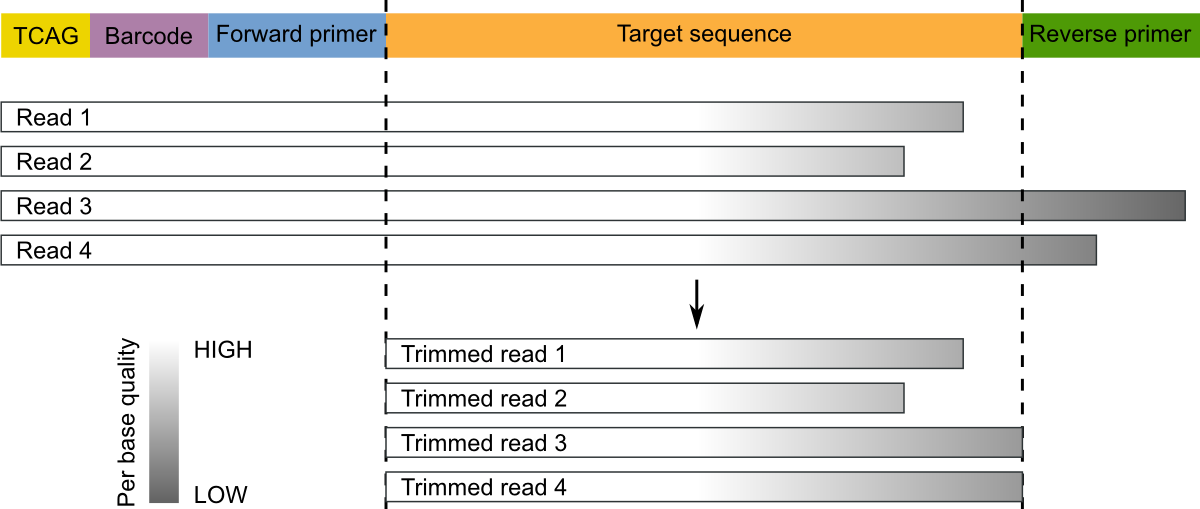 TCAG Barcode Forward primer Target sequence Reverse primer
Read 1
Read 2
Read 3
Read 4
Per base quality
HIGH
LOW
Trimmed read 1
Trimmed read 2
Trimmed read 3
Trimmed read 4